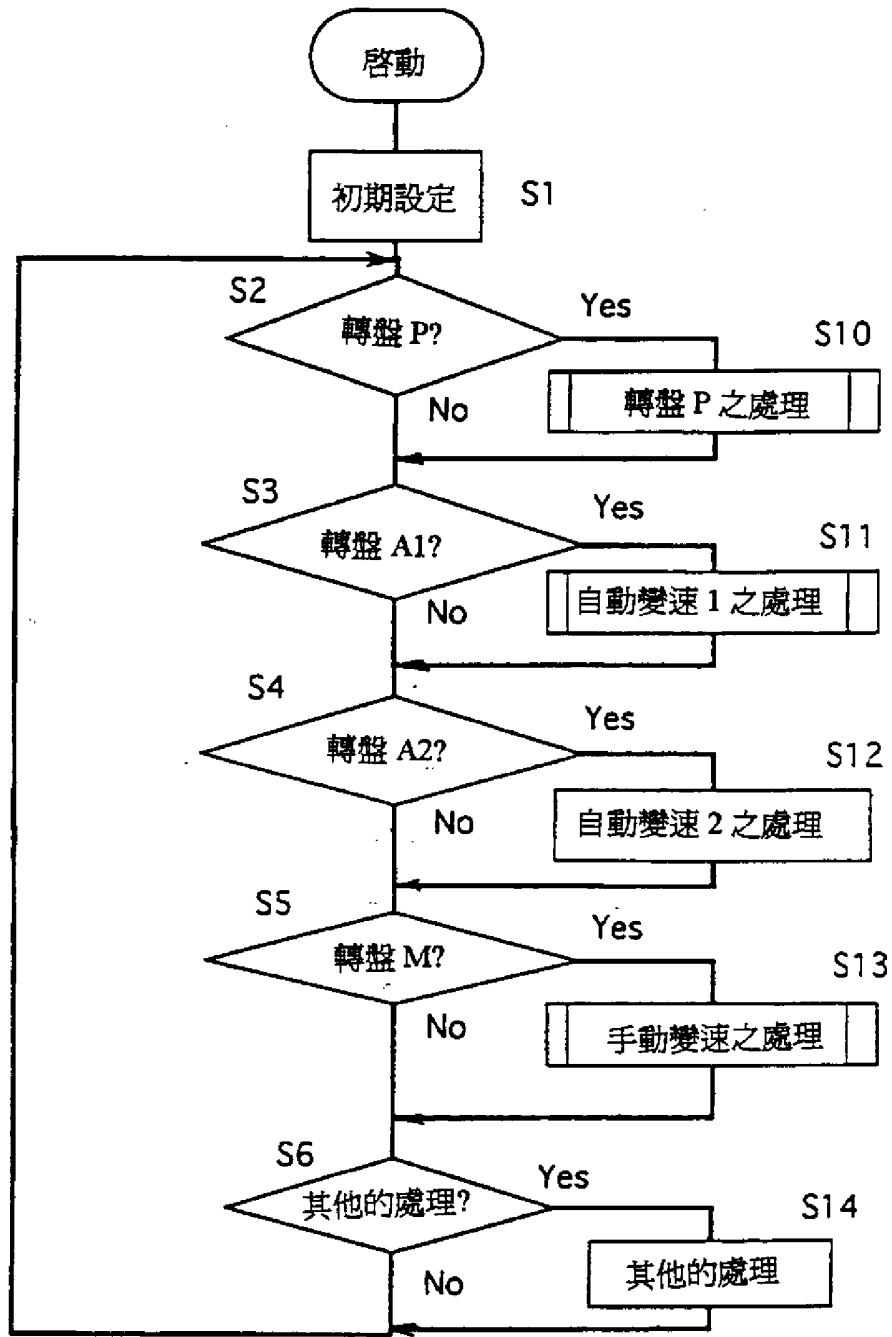 啓動
初期設定
S1
S2
轉盤 P?
Yes
S10
轉盤 P 之處理
No
S3
轉盤 A1?
Yes
S11
自動變速 1 之處理
No
S4
轉盤 A2?
Yes
S12
自動變速 2 之處理
No
S5
轉盤 M?
Yes
S13
手動變速之處理
No
S6
其他的處理?
Yes
S14
其他的處理
No